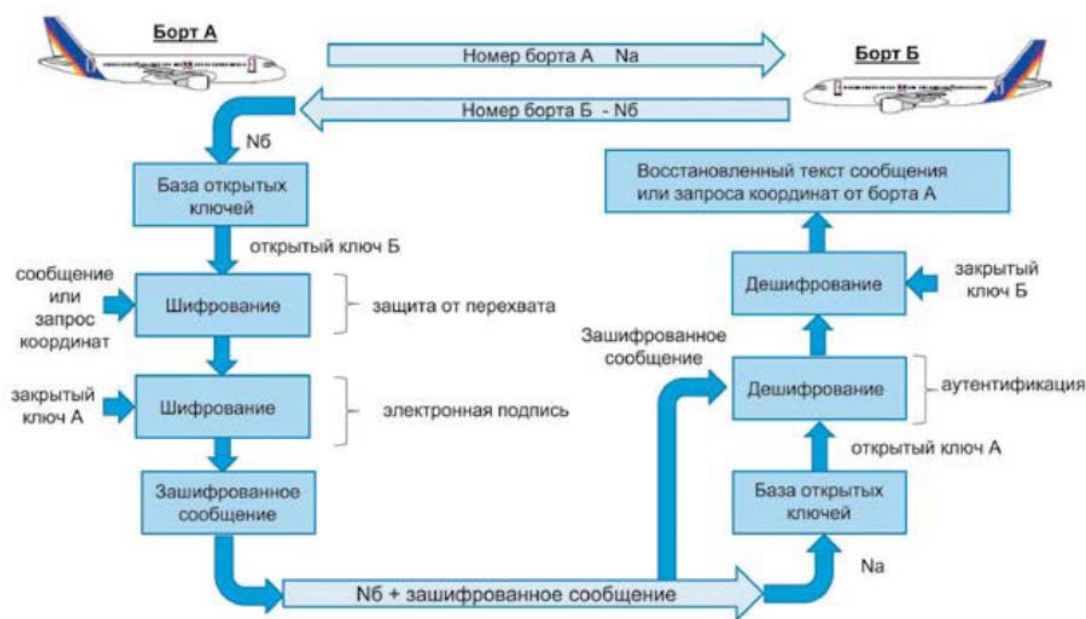 Борт А
Номер борта А Na
Борт Б
Номер борта Б - Nб
Nб
База открытых
ключей
открытый ключ Б
сообщение
или
запрос
координат
Шифрование
защита от перехвата
закрытый
ключ А
Шифрование
электронная подпись
Зашифрованное
сообщение
Nб + зашифрованное сообщение
Восстановленный текст сообщения
или запроса координат от борта А
Дешифрование
закрытый
ключ Б
Зашифрованное
сообщение
Дешифрование
аутентификация
открытый ключ А
База открытых
ключей
Na